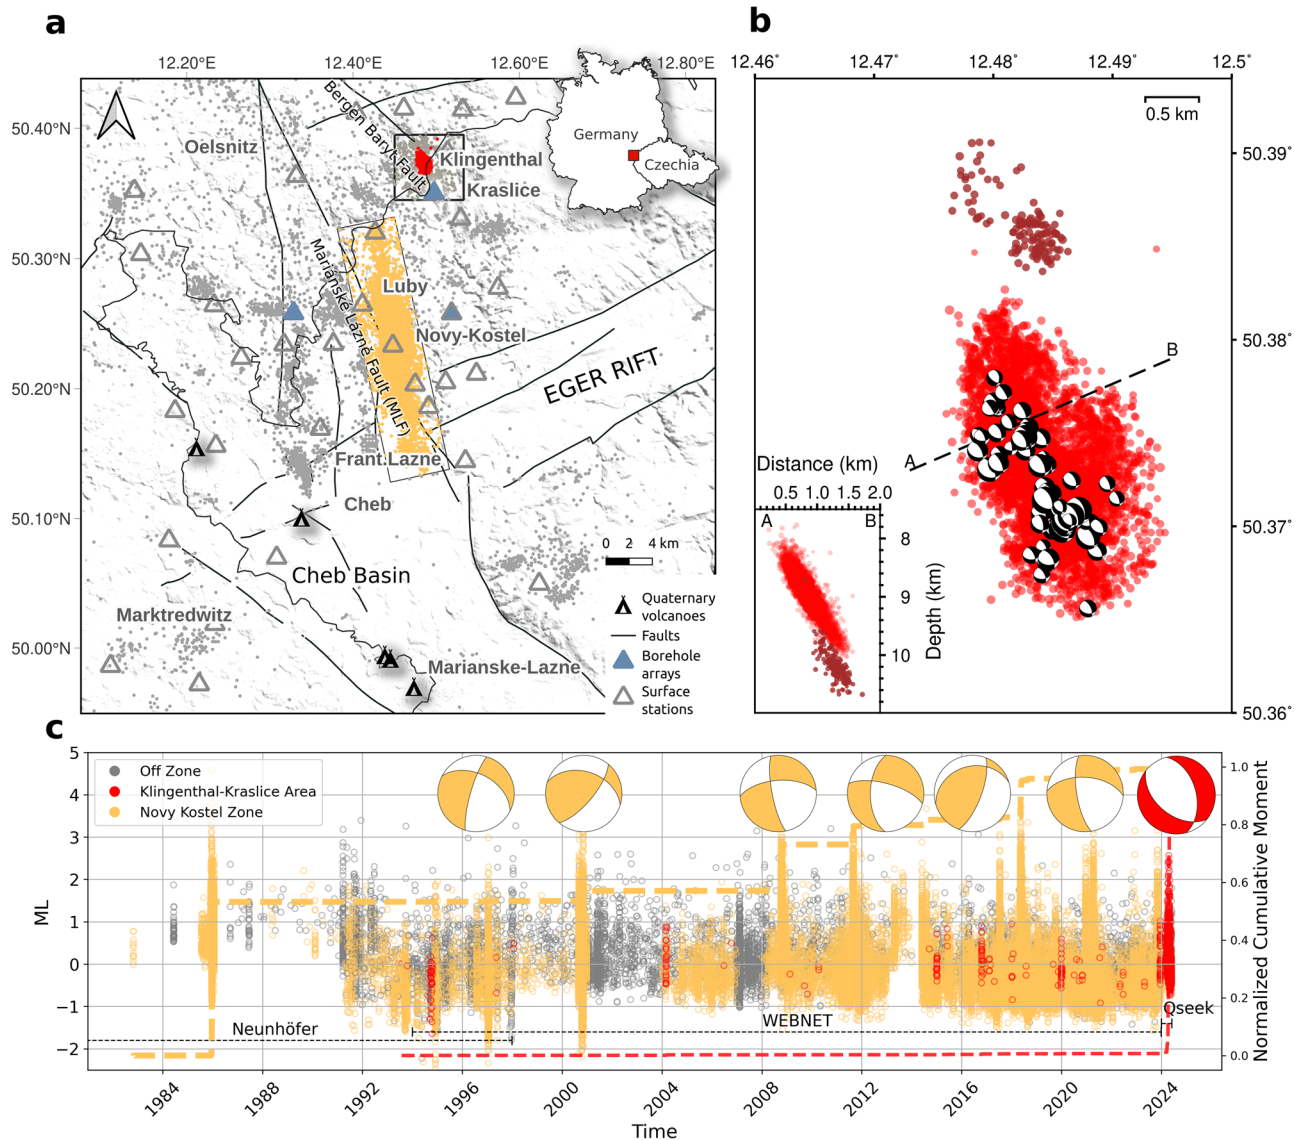 a
12.20°E
12.40°E
12.60°E
12.80°E
50.40°N
50.30°N
50.20°N
50.10°N
50.00°N
Oelsnitz
Bergen Baryt Fault
Klingenthal
Kraslice
Germany
Czechia
Mariánské Lázně Fault (MLF)
Luby
Novy-Kostel
EGER RIFT
Frant.Lazne
Cheb
Cheb Basin
Marktredwitz
Marianske-Lazne
0 2 4 km
Quaternary
volcanoes
Faults
Borehole
arrays
Surface
stations
b
12.46°
12.47°
12.48°
12.49°
12.5°
0.5 km
50.39°
50.38°
50.37°
50.36°
A
B
Distance (km)
0.5 1.0 1.5 2.0
A
B
8
9
10
Depth (km)
c
5
4
3
2
1
0
−1
−2
ML
Off Zone
Klingenthal-Kraslice Area
Novy Kostel Zone
Neunhöfer
WEBNET
Qseek
1.0
0.8
0.6
0.4
0.2
0.0
Normalized Cumulative Moment
1984
1988
1992
1996
2000
2004
2008
2012
2016
2020
2024
Time